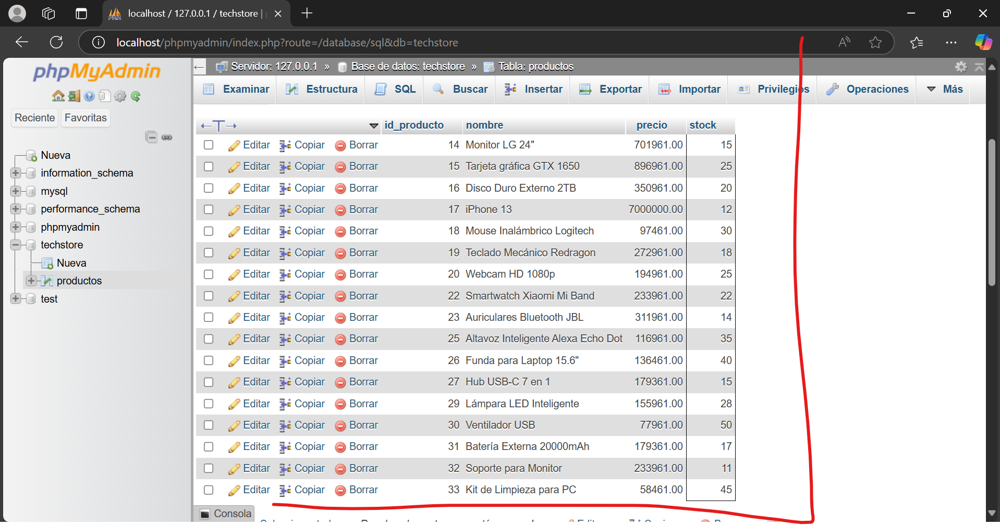 localhost / 127.0.0.1 / techstore |
localhost/phpmyadmin/index.php?route=/database/sql&db=techstore
phpMyAdmin
Reciente Favoritas
Nueva
information_schema
mysql
performance_schema
phpmyadmin
techstore
Nueva
productos
test
Servidor: 127.0.0.1 » Base de datos: techstore » Tabla: productos
Examinar Estructura SQL Buscar Insertar Exportar Importar Privilegios Operaciones Más
←T→ id_producto nombre precio stock
Editar Copiar Borrar 14 Monitor LG 24" 701961.00 15
Editar Copiar Borrar 15 Tarjeta gráfica GTX 1650 896961.00 25
Editar Copiar Borrar 16 Disco Duro Externo 2TB 350961.00 20
Editar Copiar Borrar 17 iPhone 13 7000000.00 12
Editar Copiar Borrar 18 Mouse Inalámbrico Logitech 97461.00 30
Editar Copiar Borrar 19 Teclado Mecánico Redragon 272961.00 18
Editar Copiar Borrar 20 Webcam HD 1080p 194961.00 25
Editar Copiar Borrar 22 Smartwatch Xiaomi Mi Band 233961.00 22
Editar Copiar Borrar 23 Auriculares Bluetooth JBL 311961.00 14
Editar Copiar Borrar 25 Altavoz Inteligente Alexa Echo Dot 116961.00 35
Editar Copiar Borrar 26 Funda para Laptop 15.6" 136461.00 40
Editar Copiar Borrar 27 Hub USB-C 7 en 1 179361.00 15
Editar Copiar Borrar 29 Lámpara LED Inteligente 155961.00 28
Editar Copiar Borrar 30 Ventilador USB 77961.00 50
Editar Copiar Borrar 31 Batería Externa 20000mAh 179361.00 17
Editar Copiar Borrar 32 Soporte para Monitor 233961.00 11
Editar Copiar Borrar 33 Kit de Limpieza para PC 58461.00 45
Consola